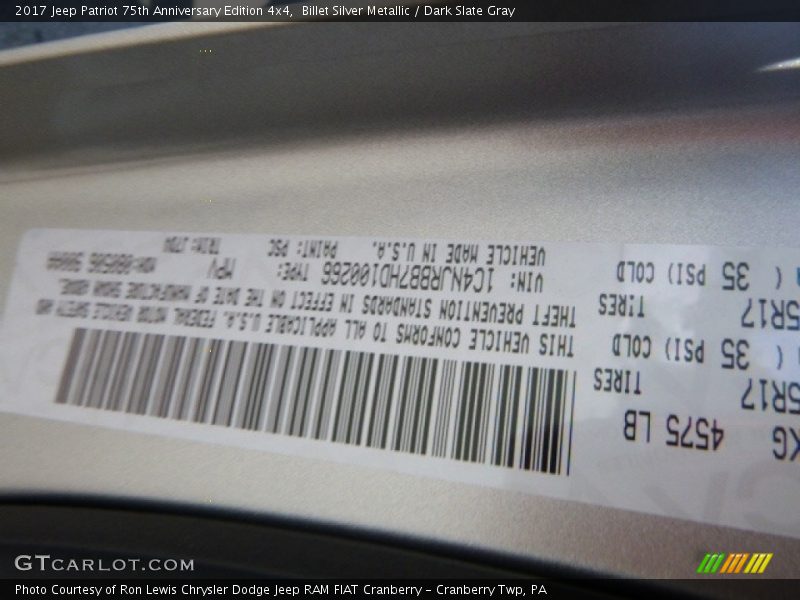 2017 Jeep Patriot 75th Anniversary Edition 4x4, Billet Silver Metallic / Dark Slate Gray
KG 4575 LB
5R17 TIRES
( 35 PSI) COLD
5R17 TIRES
( 35 PSI) COLD
THIS VEHICLE CONFORMS TO ALL APPLICABLE U.S.A. FEDERAL MOTOR VEHICLE SAFETY AND
THEFT PREVENTION STANDARDS IN EFFECT ON THE DATE OF MANUFACTURE SHOWN ABOVE.
VIN: 1C4NJRBB7HD100266 TYPE: MPV
VEHICLE MADE IN U.S.A. PAINT: PSC TRIM:
GTCARLOT.COM
Photo Courtesy of Ron Lewis Chrysler Dodge Jeep RAM FIAT Cranberry – Cranberry Twp, PA